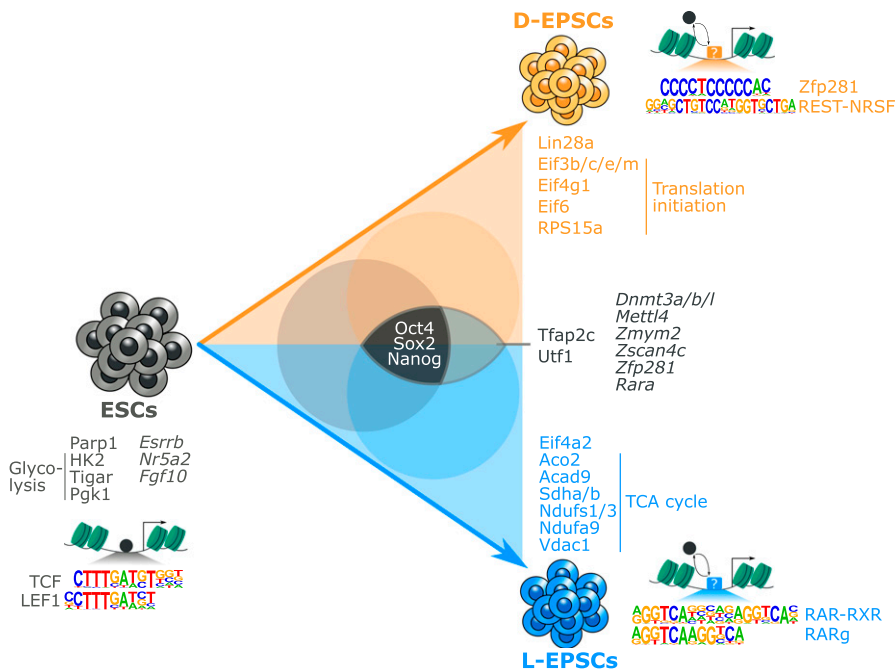 D-EPSCs
?
CCCCTCCCCCAC
Zfp281
REST-NRSF
Lin28a
Eif3b/c/e/m
Eif4g1
Eif6
RPS15a
Translation
initiation
Oct4
Sox2
Nanog
Tfap2c
Utf1
Dnmt3a/b/l
Mettl4
Zmym2
Zscan4c
Zfp281
Rara
ESCs
Glyco-
lysis
Parp1
HK2
Tigar
Pgk1
Esrrb
Nr5a2
Fgf10
TCF
LEF1
Eif4a2
Aco2
Acad9
Sdha/b
Ndufs1/3
Ndufa9
Vdac1
TCA cycle
L-EPSCs
?
RAR-RXR
AGGTCAAGGTCA
RARg